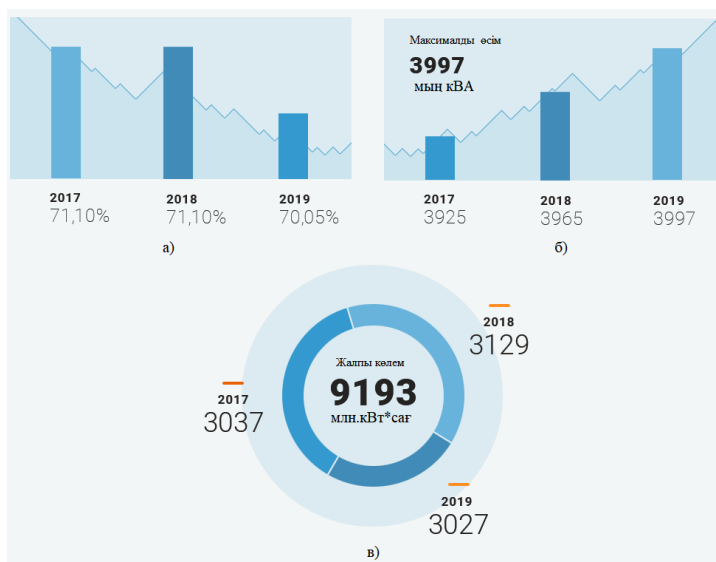 2017
71,10%
2018
71,10%
2019
70,05%
а)
Максималды өсім
3997
мың кВА
2017
3925
2018
3965
2019
3997
б)
2018
3129
Жалпы көлем
9193
млн.кВт*сағ
2017
3037
2019
3027
в)